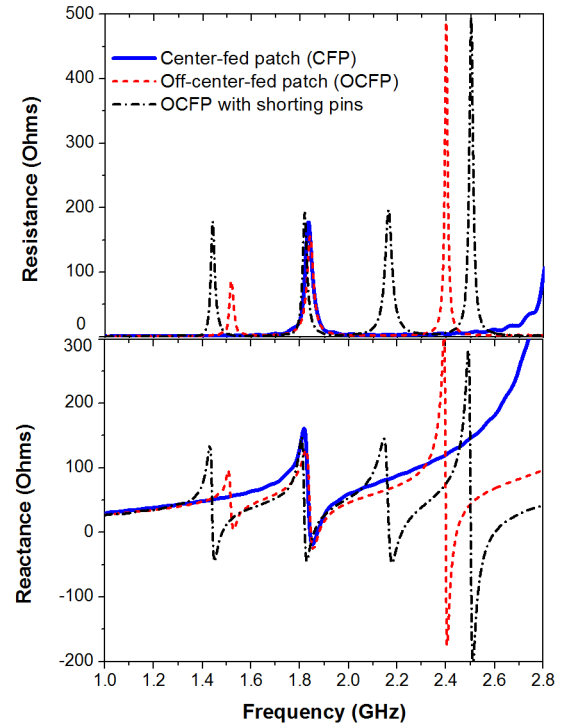 500
Center-fed patch (CFP)
Off-center-fed patch (OCFP)
OCFP with shorting pins
400
300
200
100
0
Resistance (Ohms)
300
200
100
0
-100
-200
Reactance (Ohms)
1.0 1.2 1.4 1.6 1.8 2.0 2.2 2.4 2.6 2.8
Frequency (GHz)